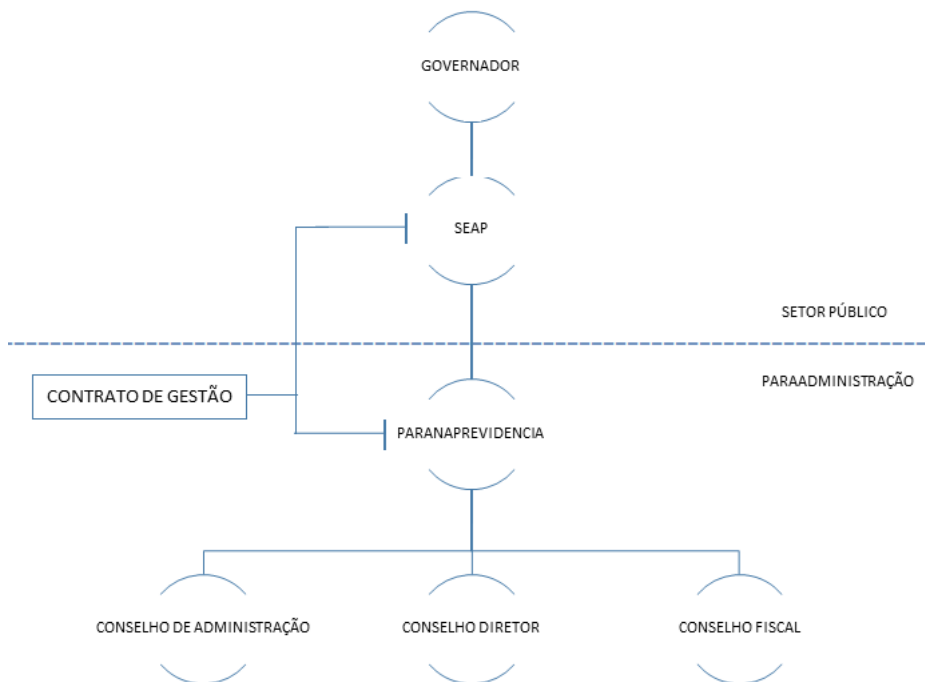 GOVERNADOR
SEAP
SETOR PÚBLICO
PARAADMINISTRAÇÃO
CONTRATO DE GESTÃO
PARANAPREVIDENCIA
CONSELHO DE ADMINISTRAÇÃO
CONSELHO DIRETOR
CONSELHO FISCAL